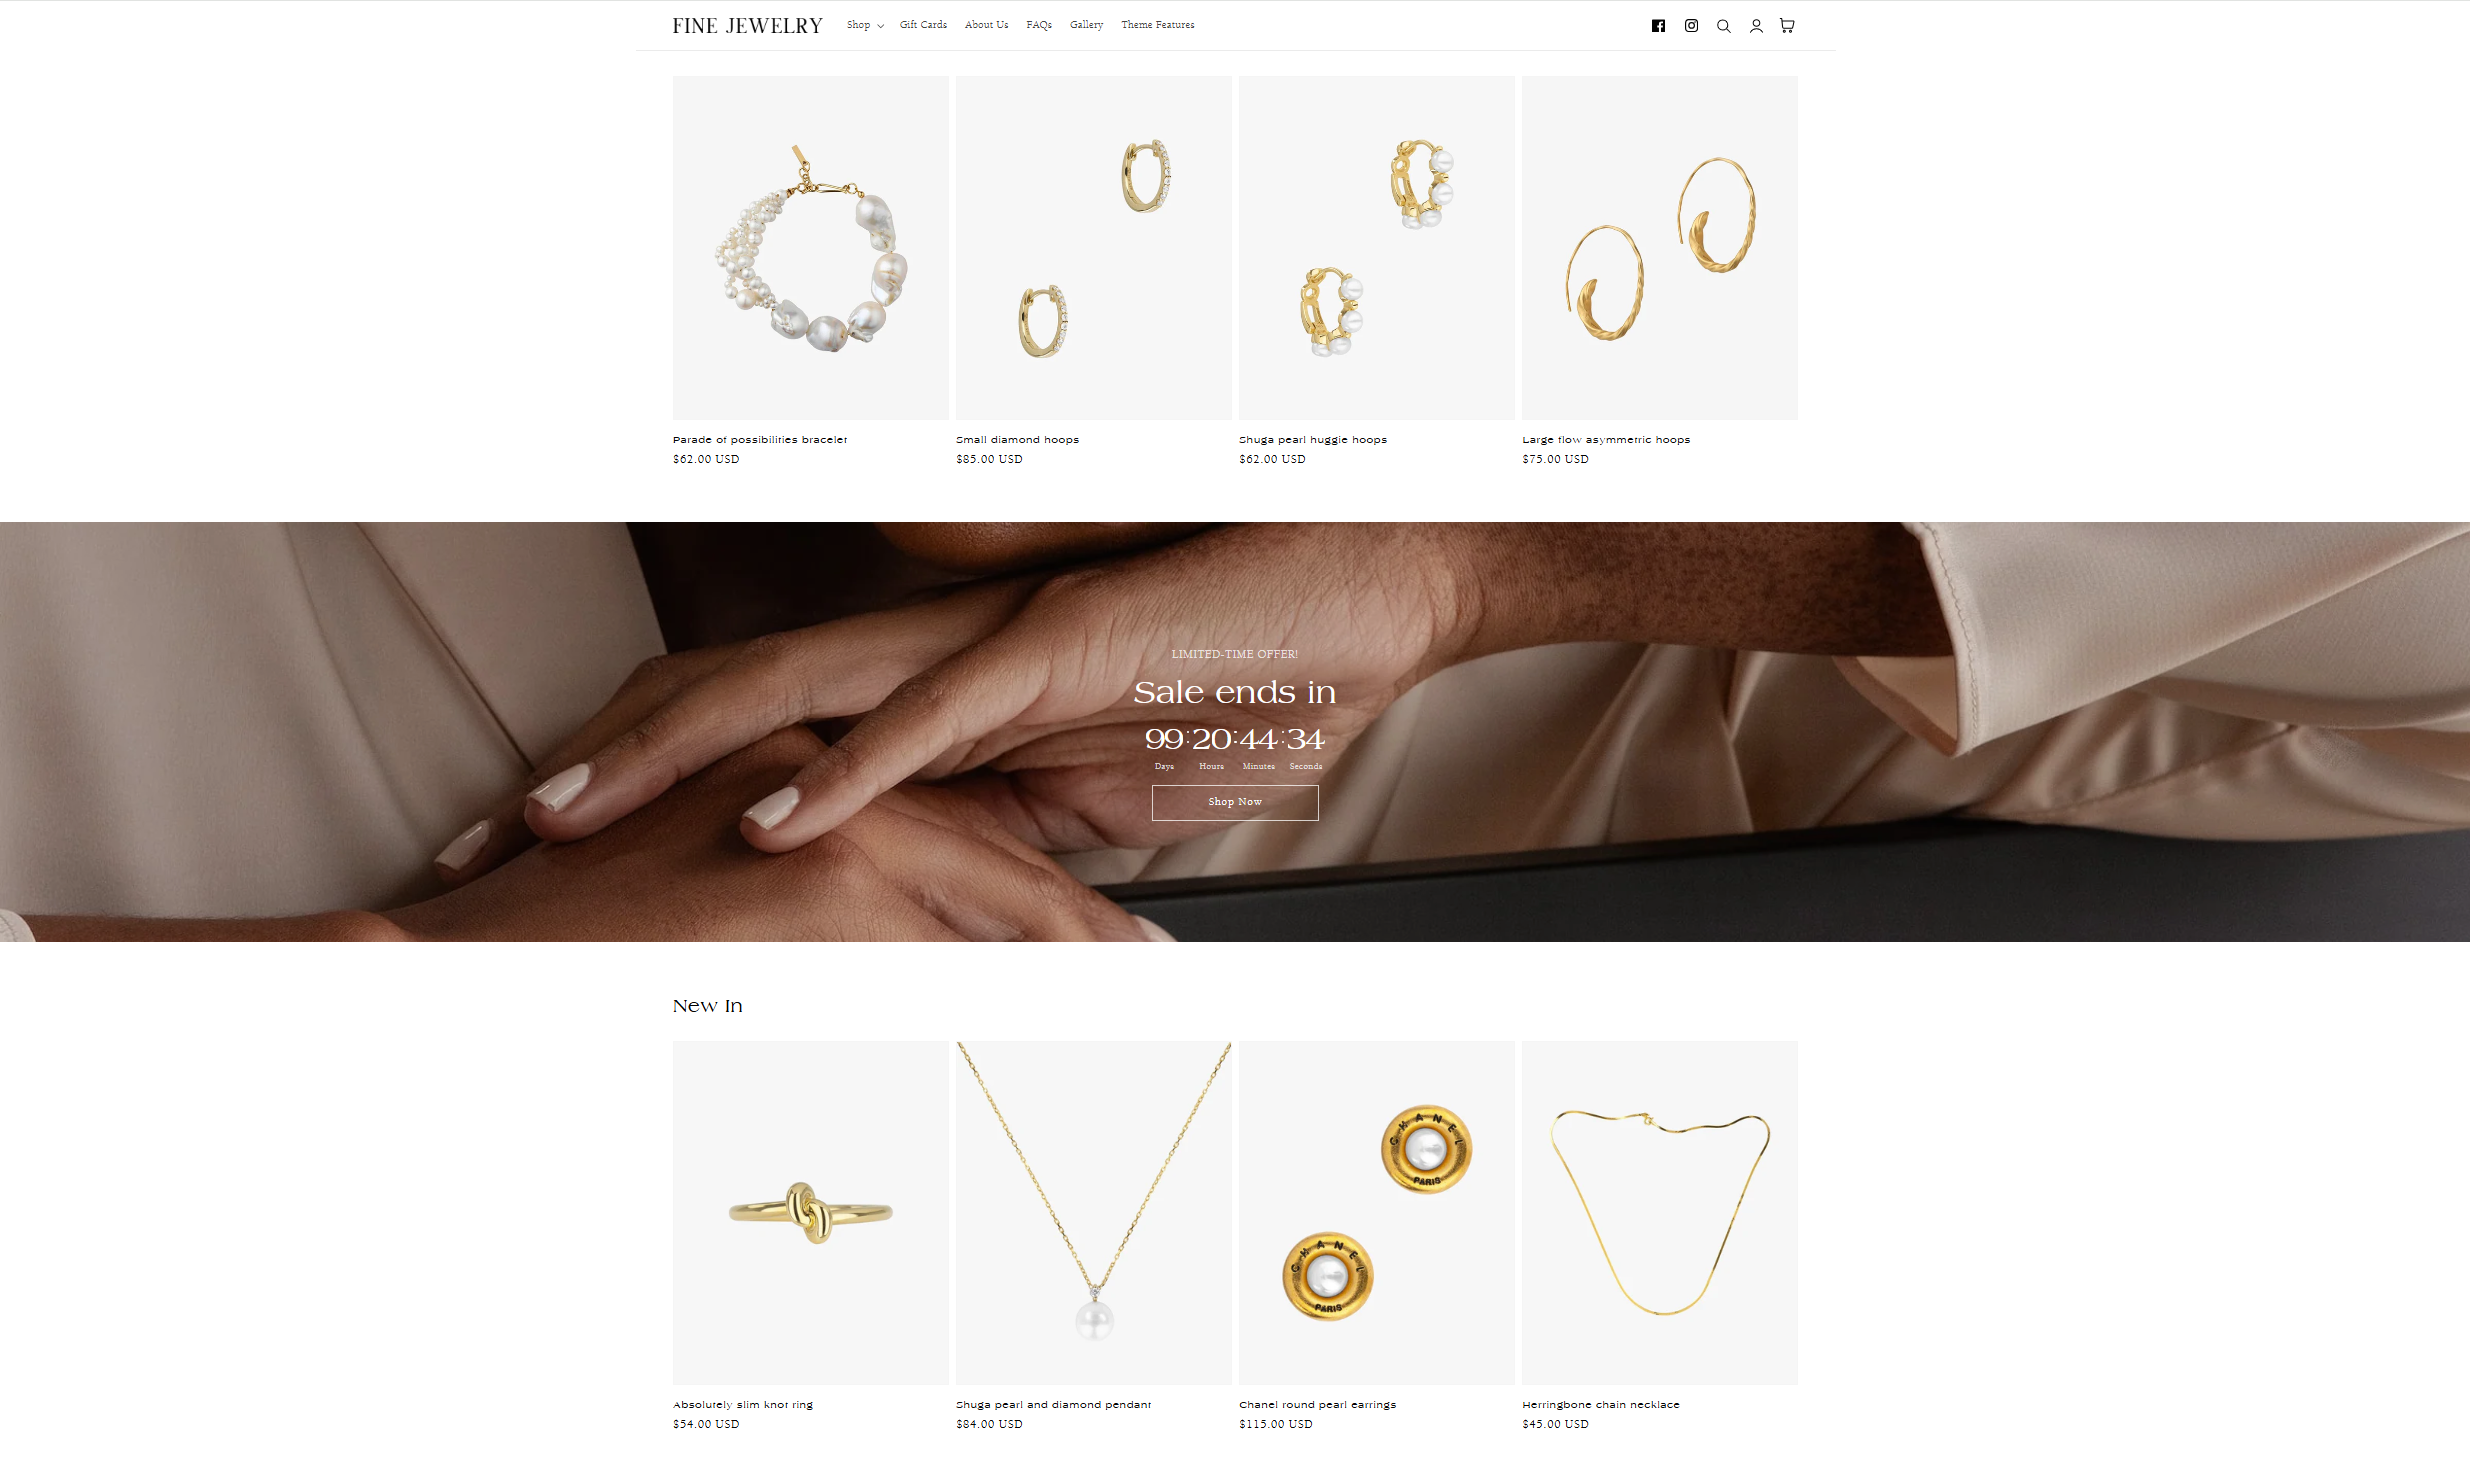 FINE JEWELRY Shop Gift Cards About Us FAQs Gallery Theme Features
Parade of possibilities bracelet
$62.00 USD
Small diamond hoops
$85.00 USD
Shuga pearl huggie hoops
$62.00 USD
Large flow asymmetric hoops
$75.00 USD
LIMITED-TIME OFFER!
Sale ends in
99:20:44:34
Days Hours Minutes Seconds
Shop Now
New In
CHANEL
PARIS
CHANEL
PARIS
Absolutely slim knot ring
$54.00 USD
Shuga pearl and diamond pendant
$84.00 USD
Chanel round pearl earrings
$115.00 USD
Herringbone chain necklace
$45.00 USD